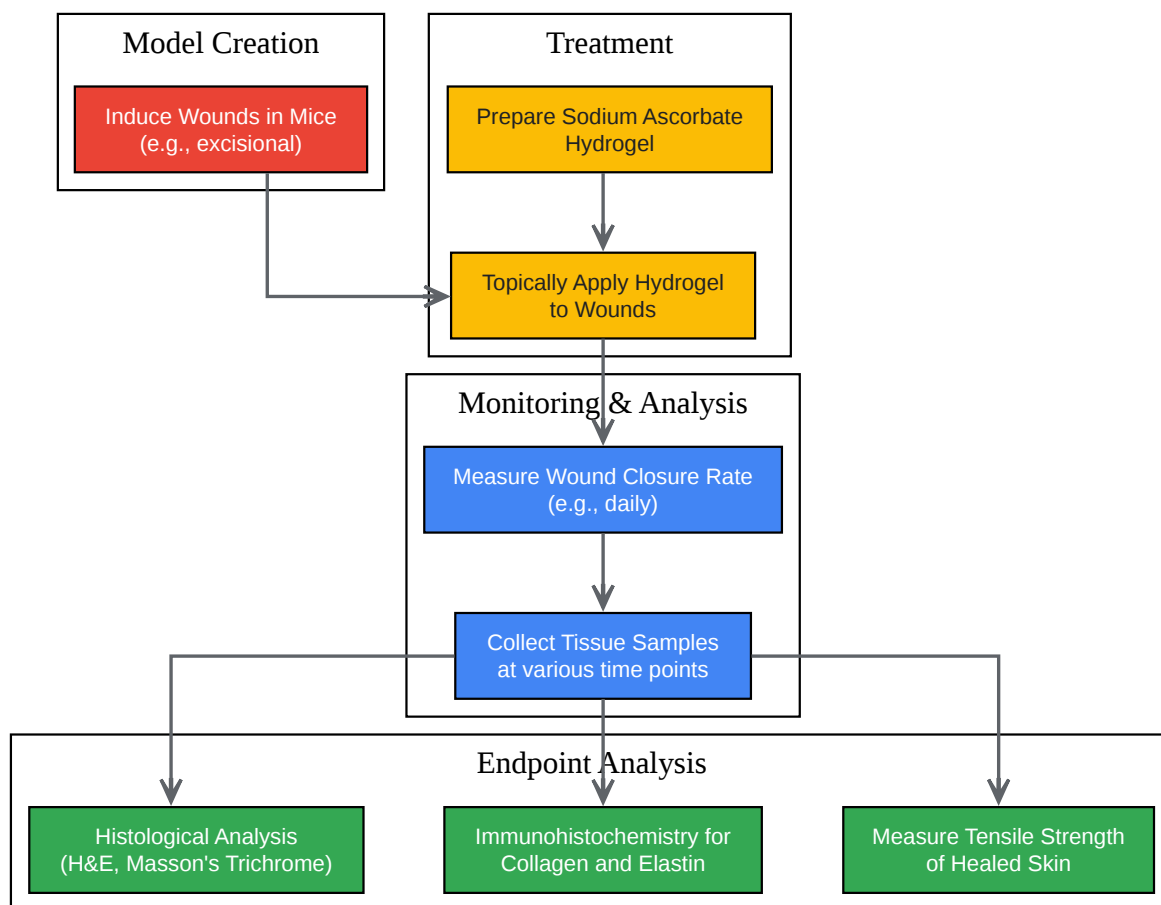 Model Creation
Induce Wounds in Mice
(e.g., excisional)
Treatment
Prepare Sodium Ascorbate
Hydrogel
Topically Apply Hydrogel
to Wounds
Monitoring & Analysis
Measure Wound Closure Rate
(e.g., daily)
Collect Tissue Samples
at various time points
Endpoint Analysis
Histological Analysis
(H&E, Masson's Trichrome)
Immunohistochemistry for
Collagen and Elastin
Measure Tensile Strength
of Healed Skin